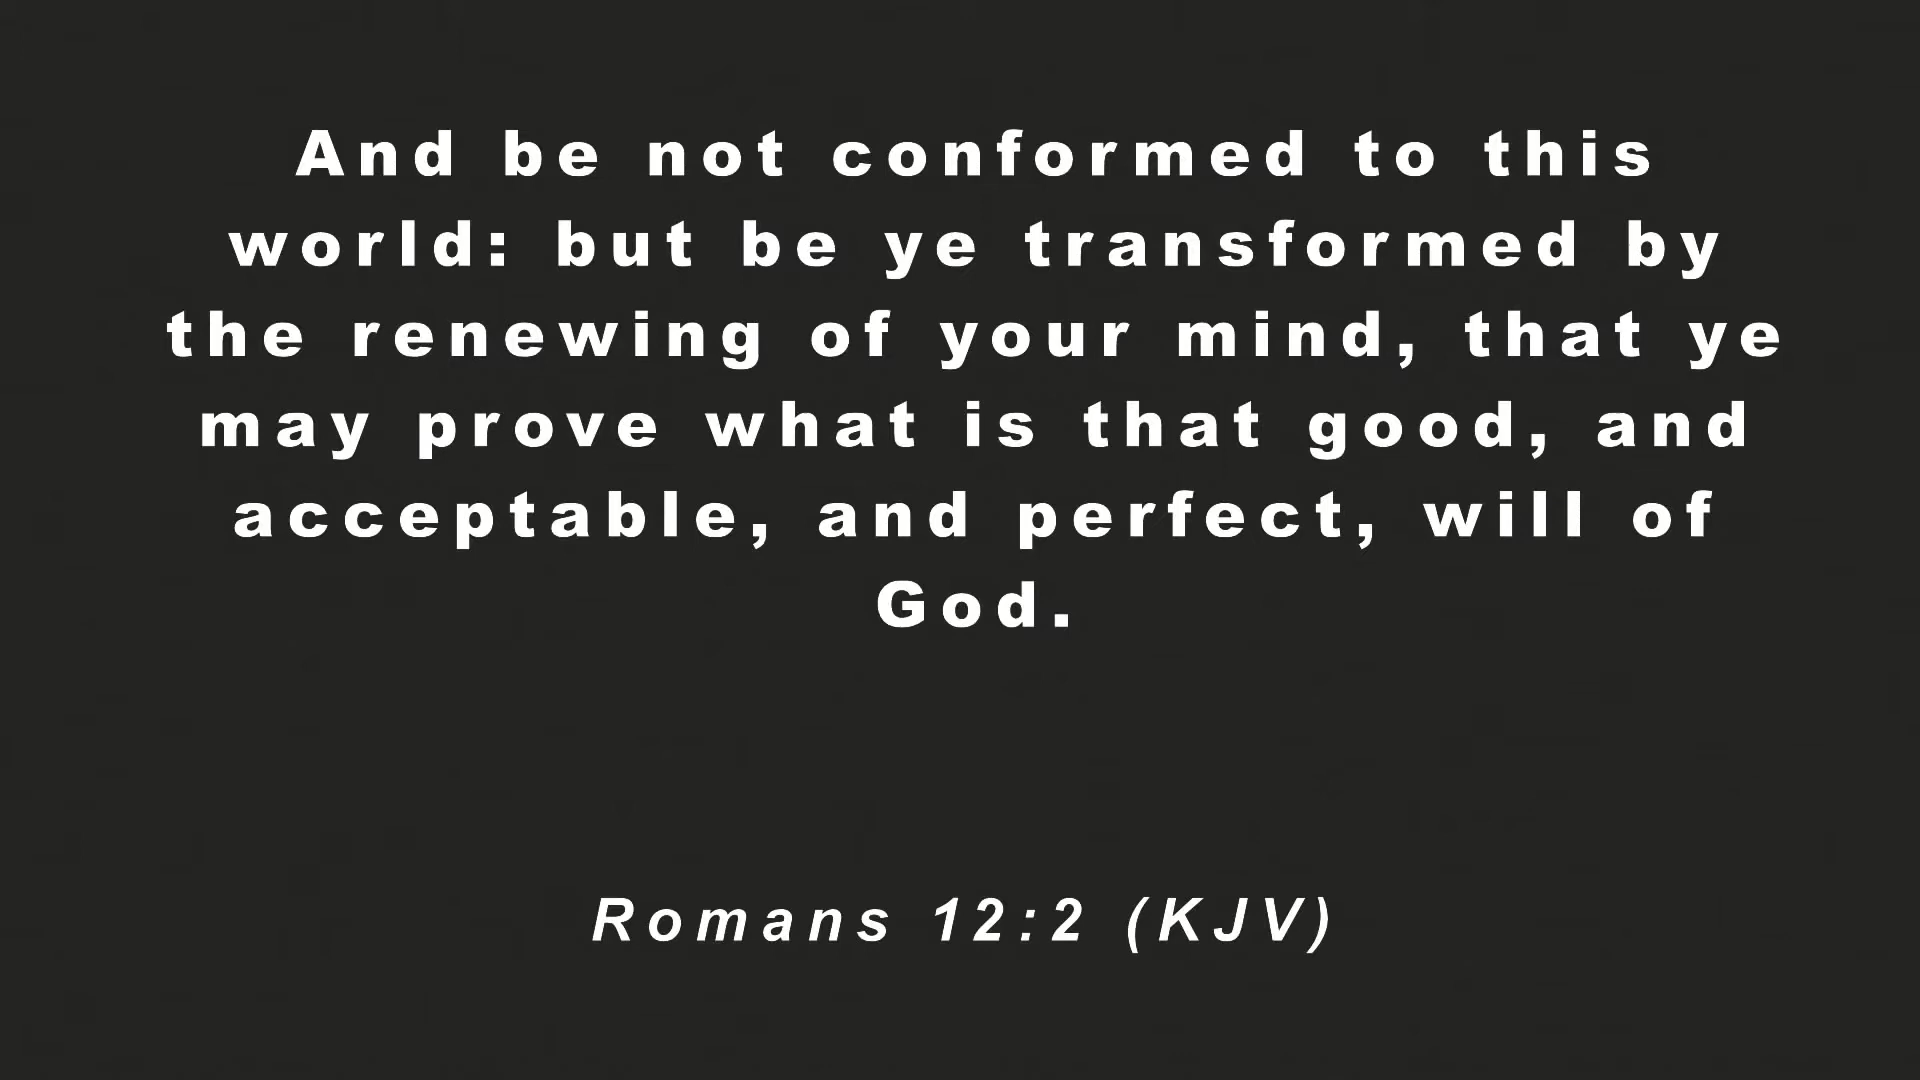 And be not conformed to this
world: but be ye transformed by
the renewing of your mind, that ye
may prove what is that good, and
acceptable, and perfect, will of
God.
Romans 12:2 (KJV)